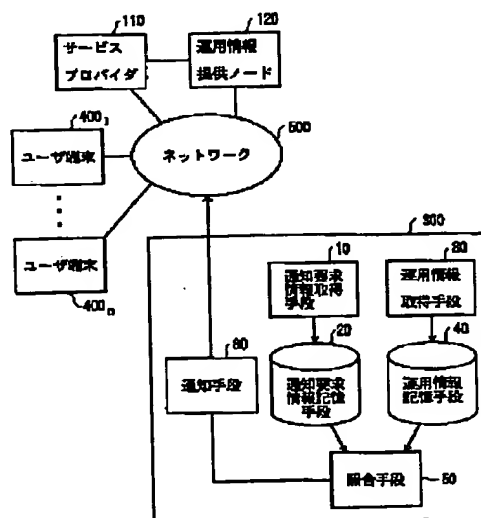 110
サービス
プロバイダ
120
運用情報
提供ノード
400₁
ユーザ端末
500
ネットワーク
ユーザ端末
400ₙ
300
10
通知要求
情報取得
手段
運用情報
取得手段
20
通知要求
情報記憶
手段
40
運用情報
記憶手段
通知手段
照合手段